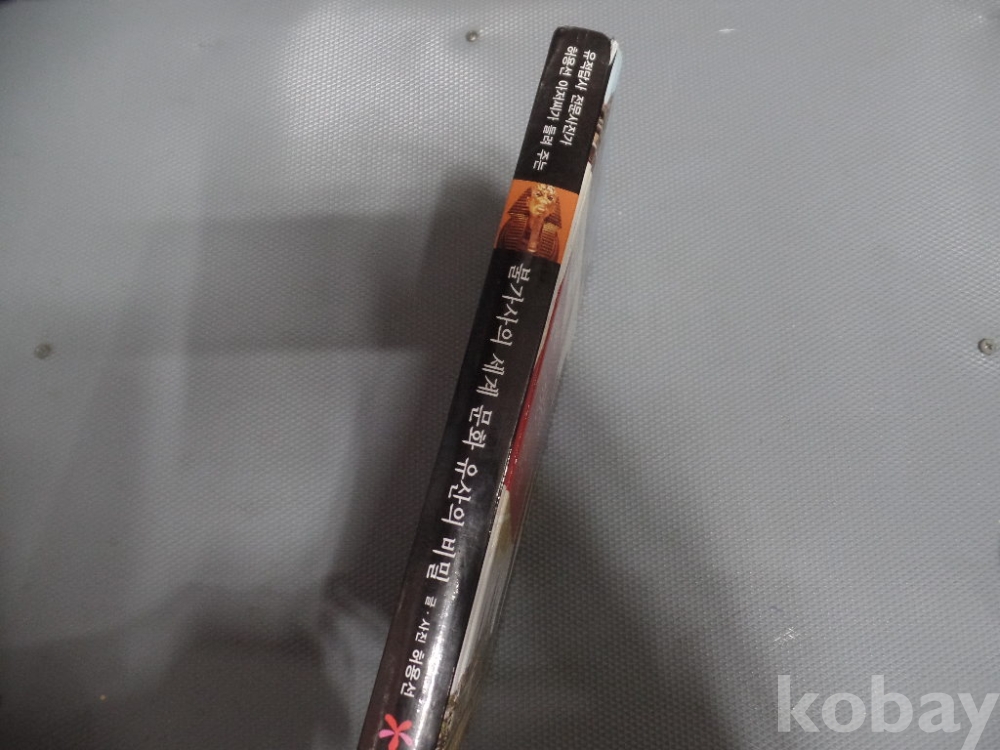 유적답사 전문사진가
허용선 아저씨가 들려 주는
불가사의 세계 문화 유산의 비밀
글·사진 허용선
kobay